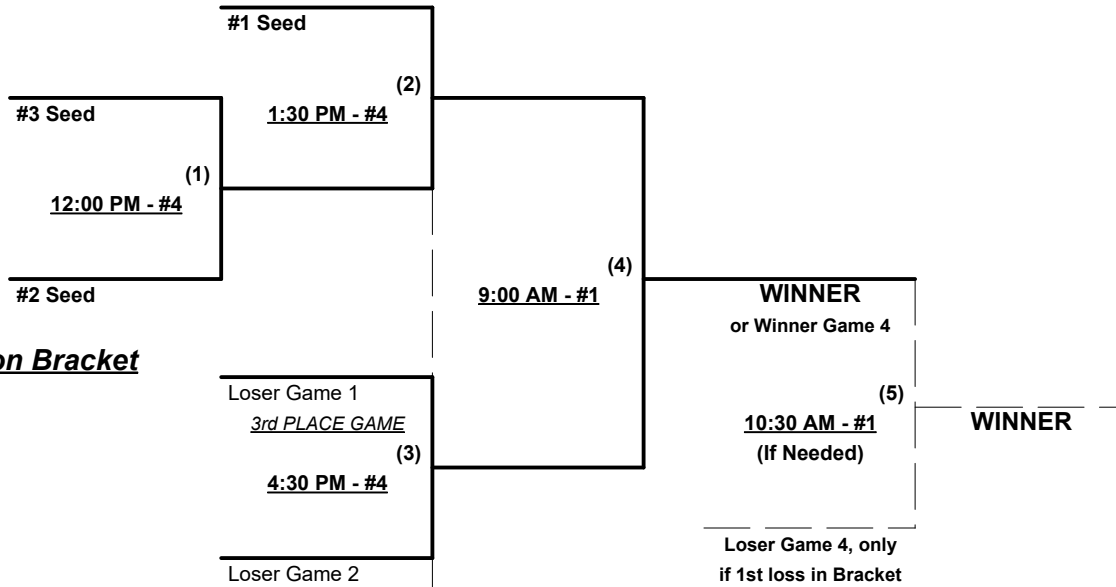 #1 Seed
(2)
1:30 PM - #4
#3 Seed
(1)
12:00 PM - #4
#2 Seed
(4)
9:00 AM - #1
WINNER
or Winner Game 4
on Bracket
Loser Game 1
3rd PLACE GAME
(3)
4:30 PM - #4
Loser Game 2
(5)
10:30 AM - #1
(If Needed)
WINNER
Loser Game 4, only
if 1st loss in Bracket